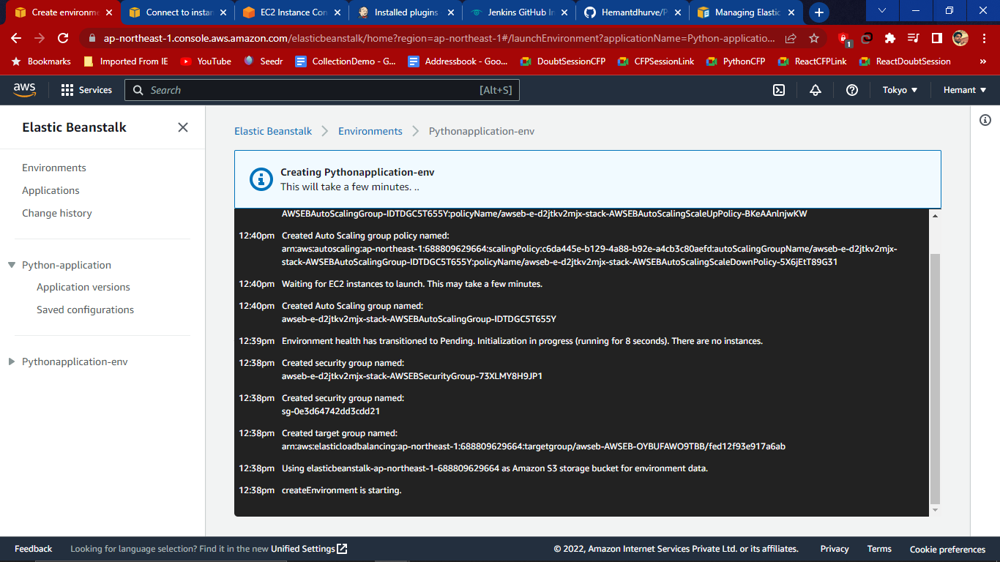 Create environme
Connect to instan
EC2 Instance Con
Installed plugins
Jenkins GitHub In
Hemantdhurve/P
Managing Elastic
ap-northeast-1.console.aws.amazon.com/elasticbeanstalk/home?region=ap-northeast-1#/launchEnvironment?applicationName=Python-applicatio...
1
Bookmarks
Imported From IE
YouTube
Seedr
CollectionDemo - G...
Addressbook - Goo...
DoubtSessionCFP
CFPSessionLink
PythonCFP
ReactCFPLink
ReactDoubtSession
»
aws
Services
Search
[Alt+S]
Tokyo
Hemant
Elastic Beanstalk
Environments
Applications
Change history
Python-application
Application versions
Saved configurations
Pythonapplication-env
Elastic Beanstalk
Environments
Pythonapplication-env
Creating Pythonapplication-env
This will take a few minutes. ..
AWSEBAutoScalingGroup-IDTDGC5T655Y:policyName/awseb-e-d2jtkv2mjx-stack-AWSEBAutoScalingScaleUpPolicy-BKeAAnlnjwKW
12:40pm Created Auto Scaling group policy named:
arn:aws:autoscaling:ap-northeast-1:688809629664:scalingPolicy:c6da445e-b129-4a88-b92e-a4cb3c80aefd:autoScalingGroupName/awseb-e-d2jtkv2mjx-
stack-AWSEBAutoScalingGroup-IDTDGC5T655Y:policyName/awseb-e-d2jtkv2mjx-stack-AWSEBAutoScalingScaleDownPolicy-5X6jEtT89G31
12:40pm Waiting for EC2 instances to launch. This may take a few minutes.
12:40pm Created Auto Scaling group named:
awseb-e-d2jtkv2mjx-stack-AWSEBAutoScalingGroup-IDTDGC5T655Y
12:39pm Environment health has transitioned to Pending. Initialization in progress (running for 8 seconds). There are no instances.
12:38pm Created security group named:
awseb-e-d2jtkv2mjx-stack-AWSEBSecurityGroup-73XLMY8H9JP1
12:38pm Created security group named:
sg-0e3d64742dd3cdd21
12:38pm Created target group named:
arn:aws:elasticloadbalancing:ap-northeast-1:688809629664:targetgroup/awseb-AWSEB-OYBUFAWO9TBB/fed12f93e917a6ab
12:38pm Using elasticbeanstalk-ap-northeast-1-688809629664 as Amazon S3 storage bucket for environment data.
12:38pm createEnvironment is starting.
Feedback
Looking for language selection? Find it in the new Unified Settings
© 2022, Amazon Internet Services Private Ltd. or its affiliates.
Privacy
Terms
Cookie preferences